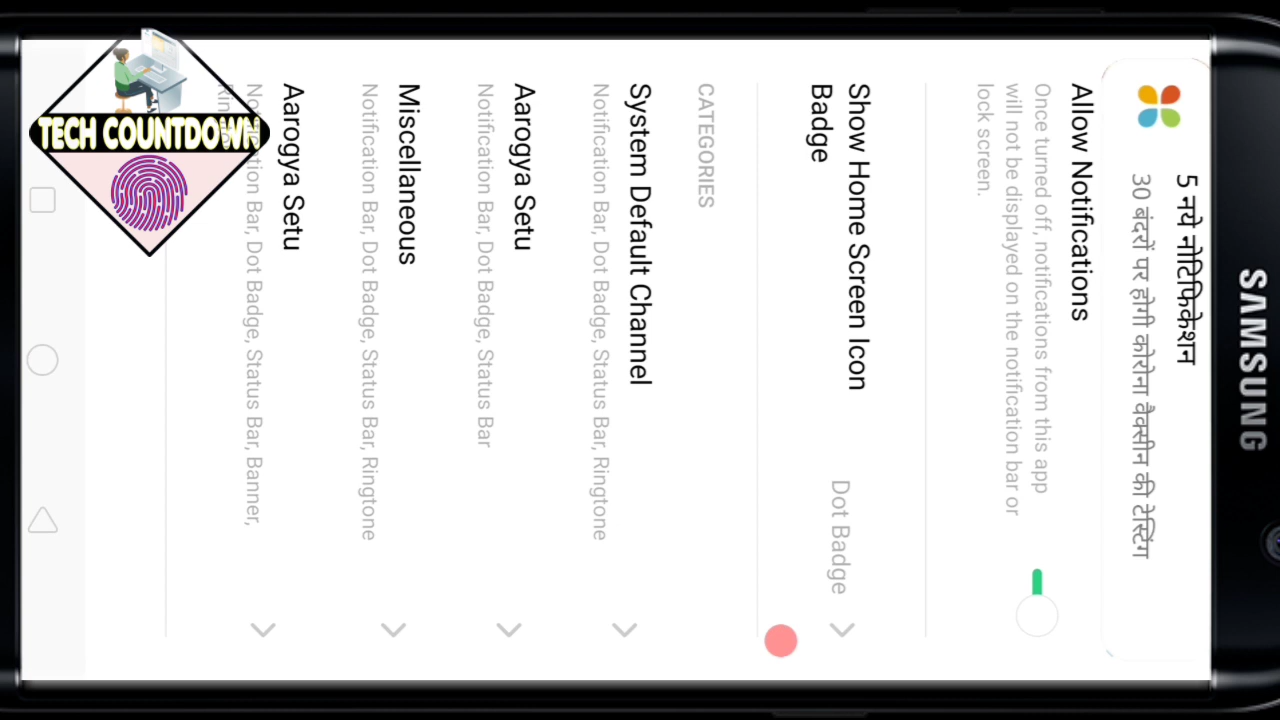 5 नये नोटिफिकेशन
30 बंदरों पर होगी कोरोना वैक्सीन की टेस्टिंग
Allow Notifications
Once turned off, notifications from this app
will not be displayed on the notification bar or
lock screen.
Show Home Screen Icon
Badge
Dot Badge
CATEGORIES
System Default Channel
Notification Bar, Dot Badge, Status Bar, Ringtone
Aarogya Setu
Notification Bar, Dot Badge, Status Bar
Miscellaneous
Notification Bar, Dot Badge, Status Bar, Ringtone
Aarogya Setu
Notification Bar, Dot Badge, Status Bar, Banner,
TECH COUNTDOWN
SAMSUNG